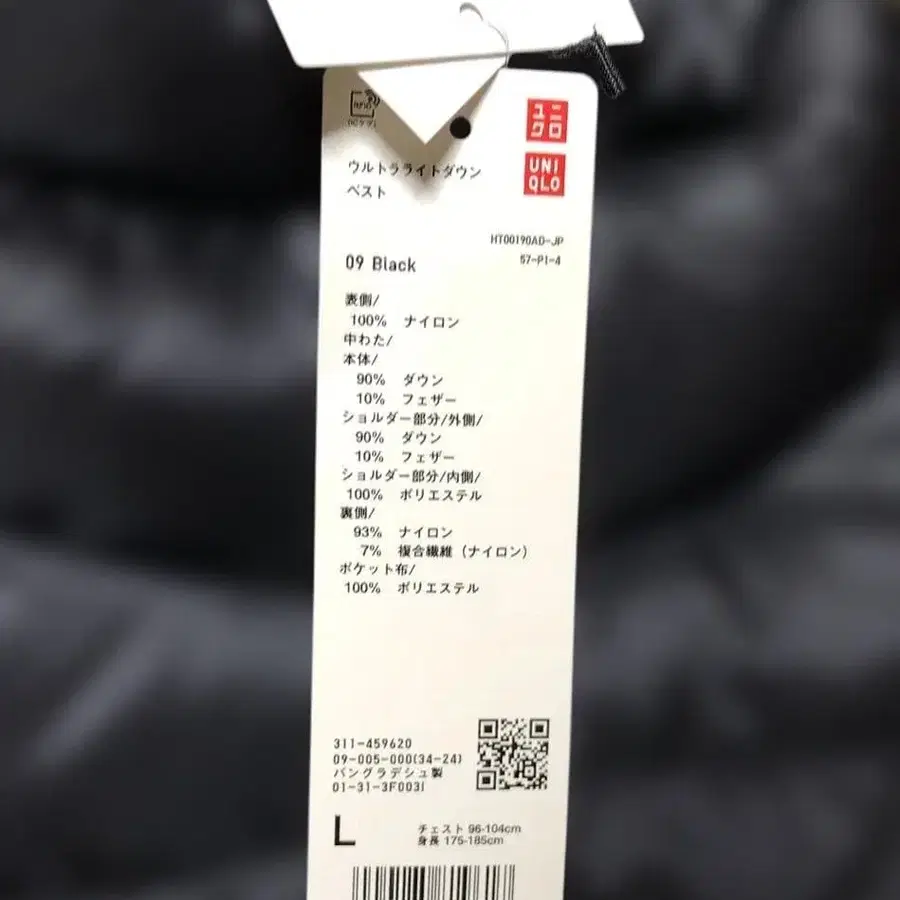 RFID
ユニ
クロ
UNI
QLO
ウルトラライトダウン
ベスト
HT00190AD-JP
57-P1-4
09 Black
表側/
100% ナイロン
中わた/
本体/
90% ダウン
10% フェザー
ショルダー部分/外側/
90% ダウン
10% フェザー
ショルダー部分/内側/
100% ポリエステル
裏側/
93% ナイロン
7% 複合繊維（ナイロン）
ポケット布/
100% ポリエステル
311-459620
09-005-000(34-24)
バングラデシュ製
01-31-3F003I
L
チェスト 96-104cm
身長 175-185cm